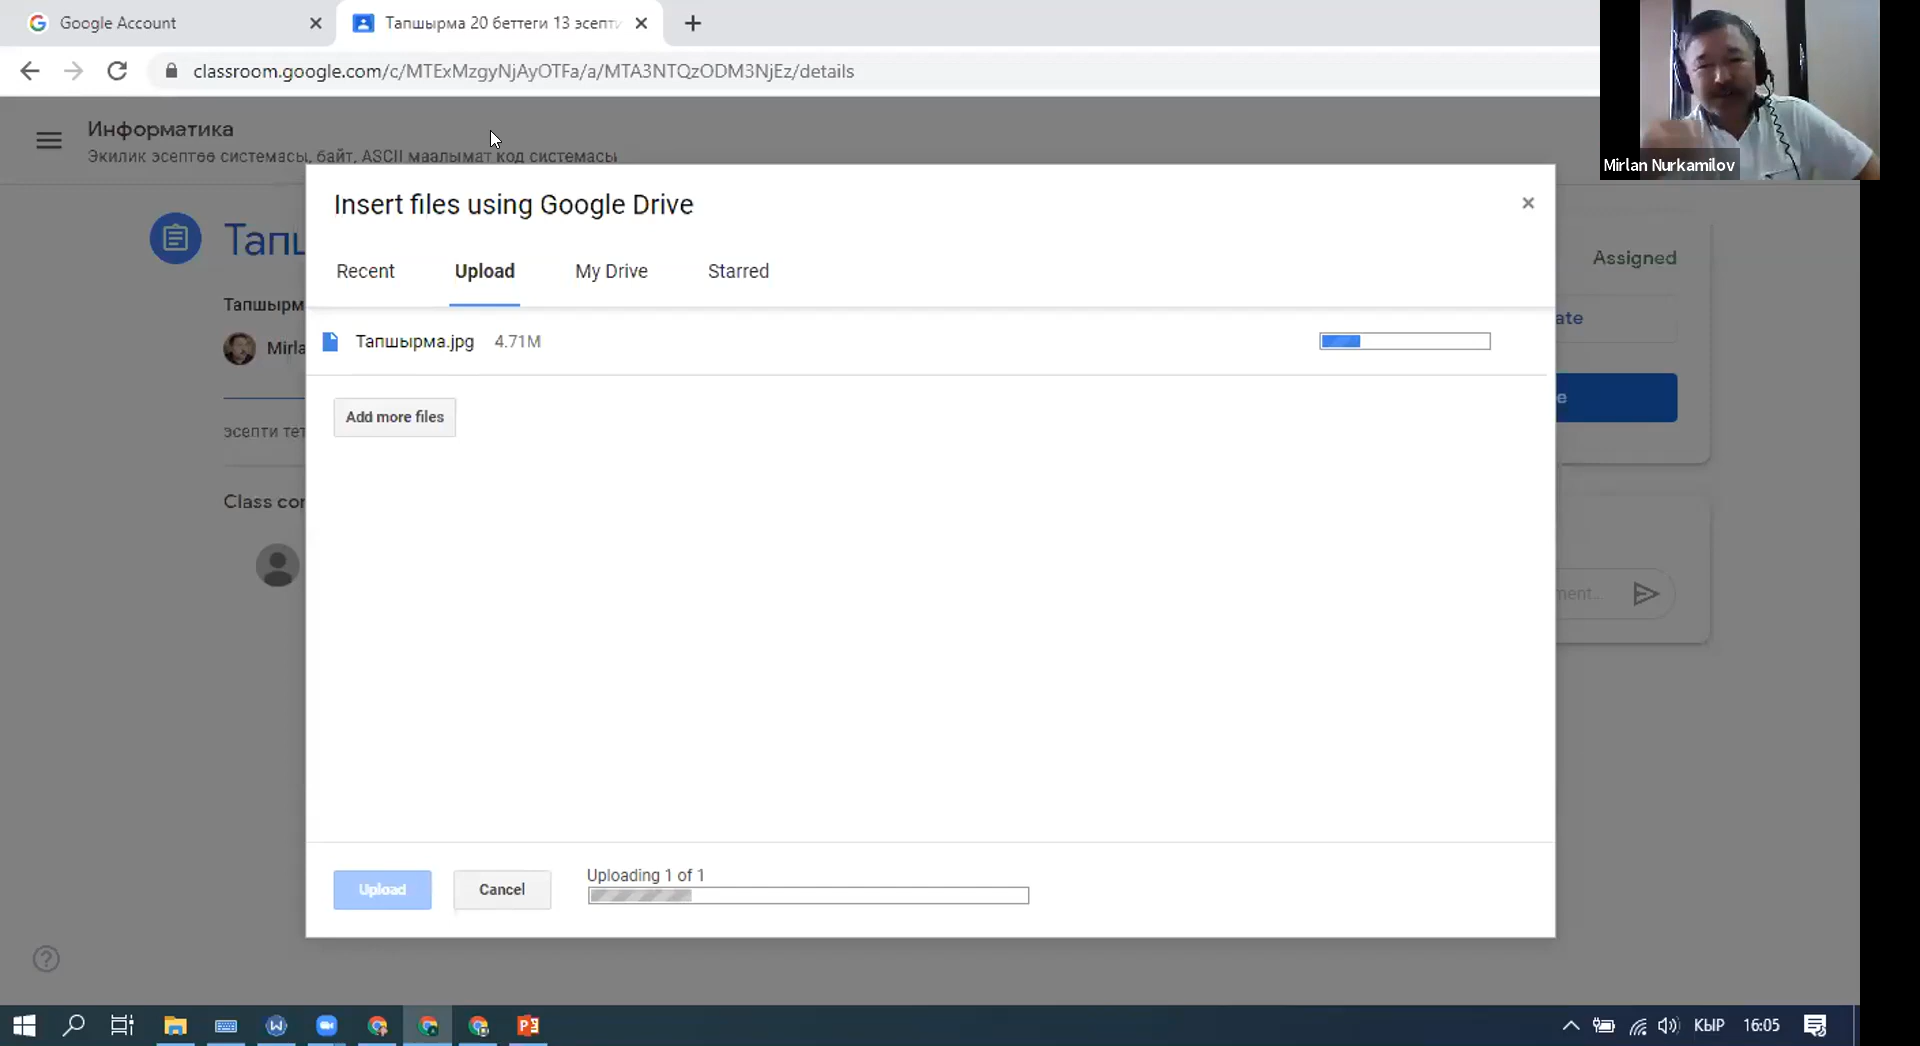 Google Account
Тапшырма 20 беттеги 13 эсепти
classroom.google.com/c/MTExMzgyNjAyOTFa/a/MTA3NTQzODM3NjEz/details
Информатика
Экилик эсептөө системасы, байт, ASCII маалымат код системасы
Mirlan Nurkamilov
Insert files using Google Drive
Recent
Upload
My Drive
Starred
Assigned
Тапшырма.jpg
4.71M
Add more files
Class
Uploading 1 of 1
Upload
Cancel
КЫР
16:05